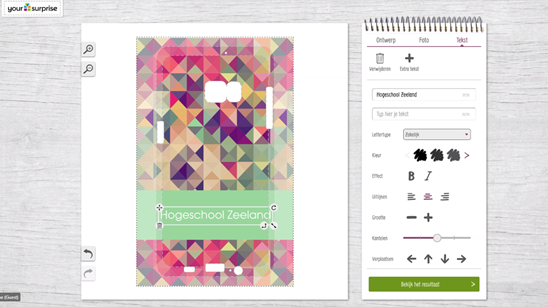 yoursurprise
Ontwerp Foto Tekst
Verwijderen Extra tekst
Hogeschool Zeeland
Typ hier je tekst
Lettertype Zakelijk
Kleur
Effect B I
Uitlijnen
Grootte
Kantelen
Verplaatsen
Bekijk het resultaat
Hogeschool Zeeland
(Guest)